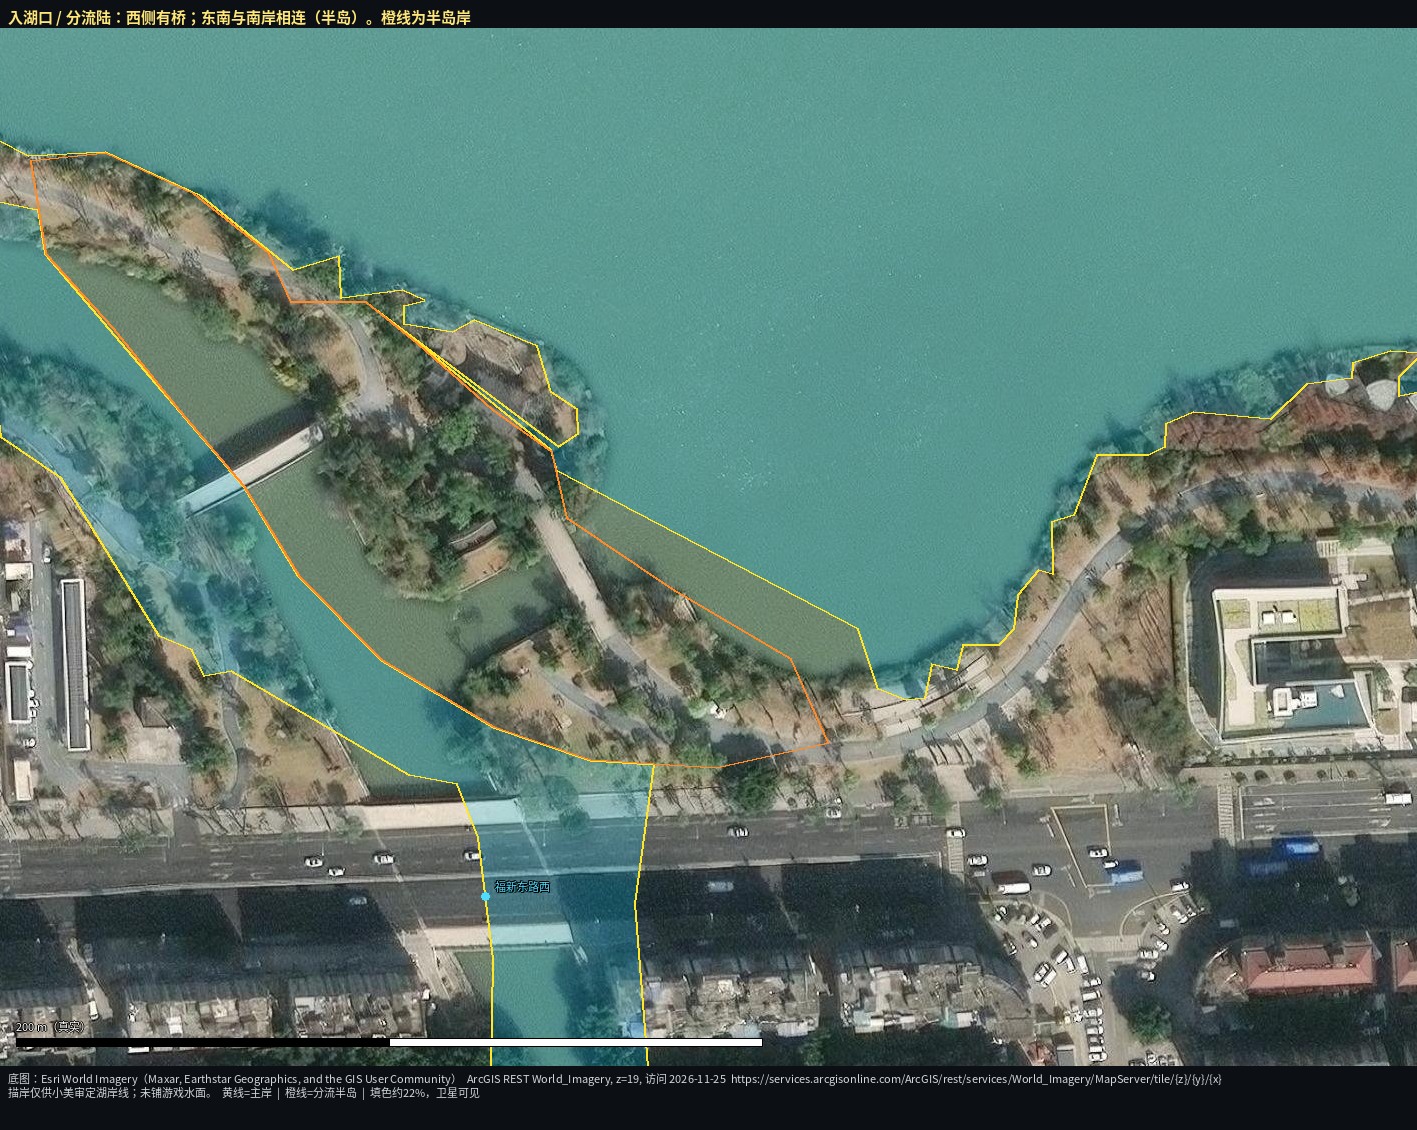 入湖口 / 分流陆：西侧有桥；东南与南岸相连（半岛）。橙线为半岛岸
福新东路西
200 m（真实）
底图：Esri World Imagery（Maxar, Earthstar Geographics, and the GIS User Community） ArcGIS REST World_Imagery, z=19, 访问 2026-11-25 https://services.arcgisonline.com/ArcGIS/rest/services/World_Imagery/MapServer/tile/{z}/{y}/{x}
描岸仅供小美审定湖岸线；未铺游戏水面。 黄线=主岸 | 橙线=分流半岛 | 填色约22%，卫星可见